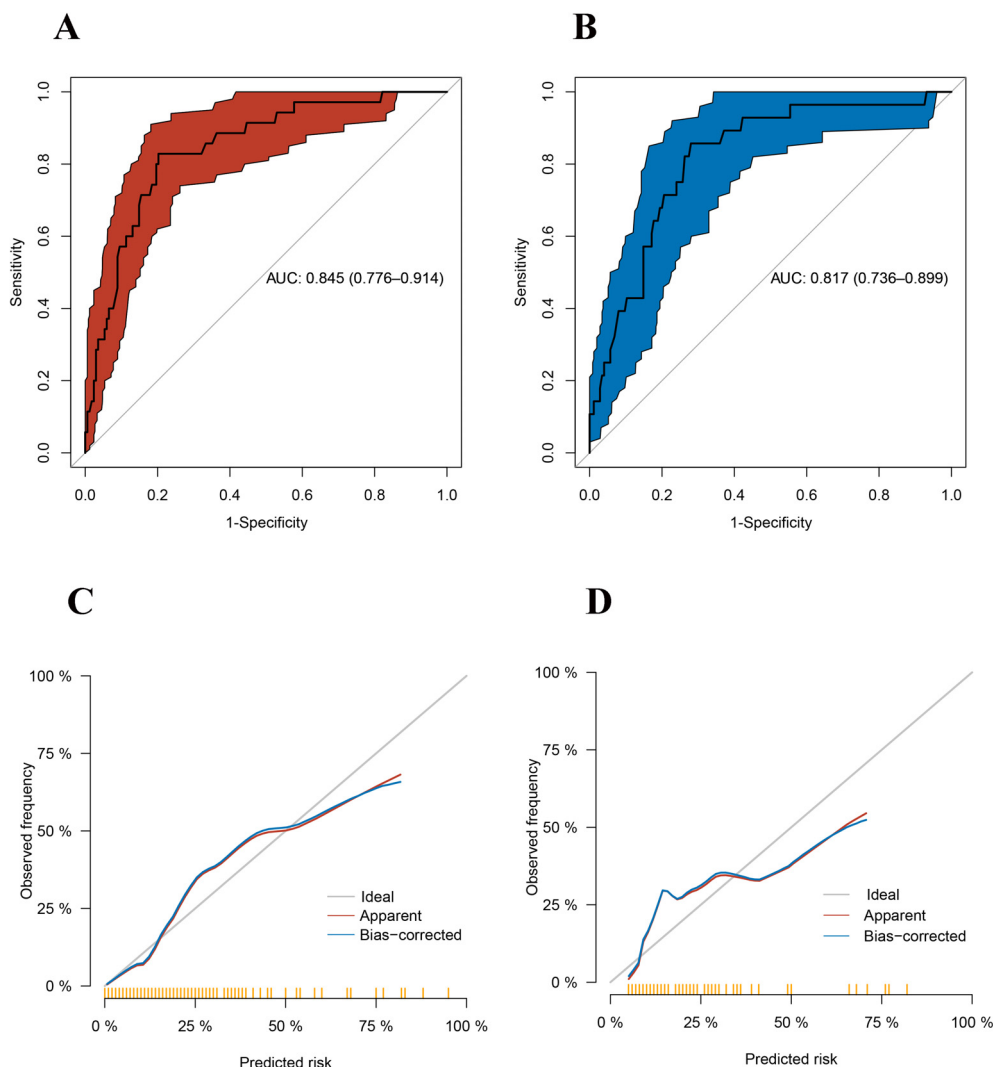 A
B
Sensitivity
1.0
0.8
0.6
0.4
0.2
0.0
AUC: 0.845 (0.776–0.914)
0.0 0.2 0.4 0.6 0.8 1.0
1-Specificity
Sensitivity
1.0
0.8
0.6
0.4
0.2
0.0
AUC: 0.817 (0.736–0.899)
0.0 0.2 0.4 0.6 0.8 1.0
1-Specificity
C
D
Observed frequency
100 %
75 %
50 %
25 %
0 %
Ideal
Apparent
Bias−corrected
0 % 25 % 50 % 75 % 100 %
Predicted risk
Observed frequency
100 %
75 %
50 %
25 %
0 %
Ideal
Apparent
Bias−corrected
0 % 25 % 50 % 75 % 100 %
Predicted risk